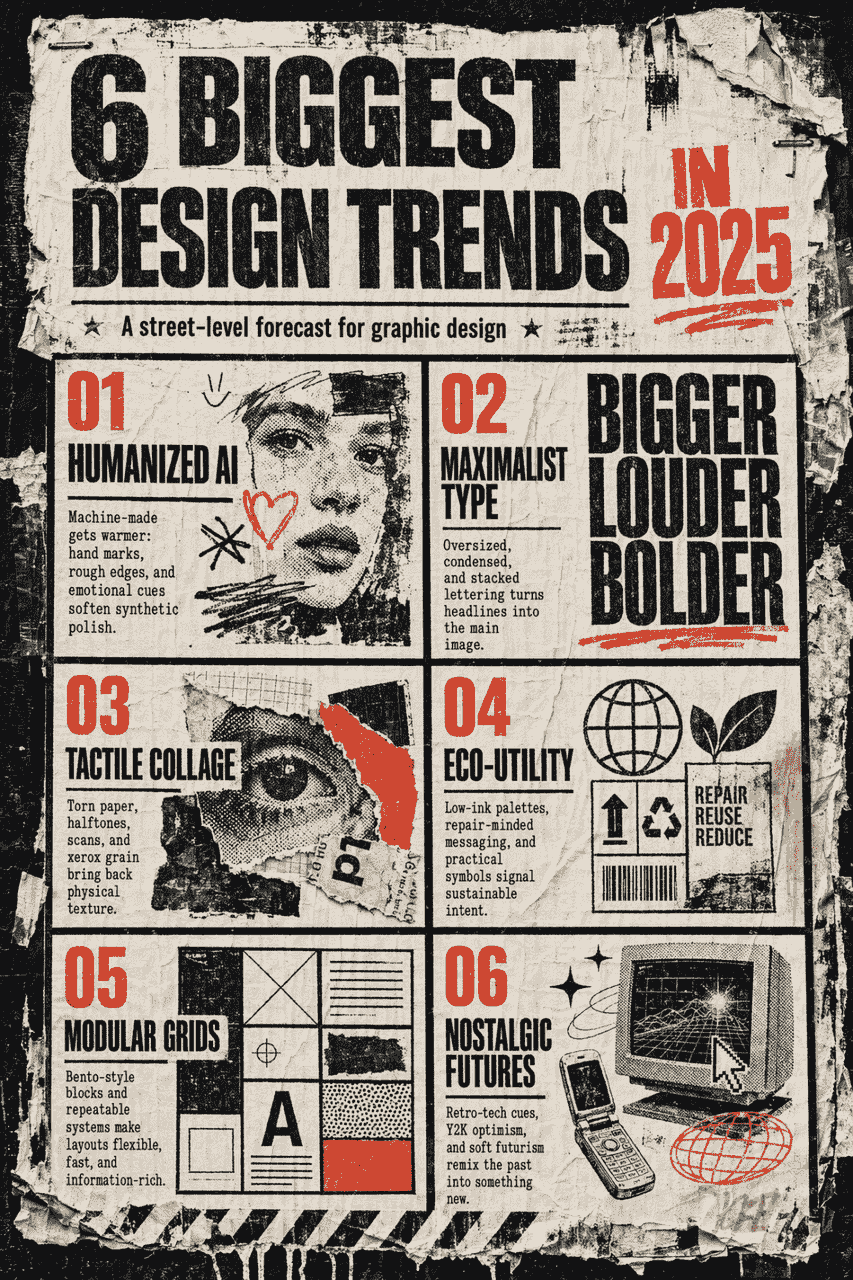 6 BIGGEST
DESIGN TRENDS
IN
2025
A street-level forecast for graphic design
01
HUMANIZED AI
Machine-made
gets warmer:
hand marks,
rough edges, and
emotional cues
soften synthetic
polish.
02
MAXIMALIST
TYPE
Oversized,
condensed,
and stacked
lettering turns
headlines into
the main
image.
BIGGER
LOUDER
BOLDER
03
TACTILE COLLAGE
Torn paper,
halftones,
scans, and
xerox grain
bring back
physical
texture.
04
ECO-UTILITY
Low-ink palettes,
repair-minded
messaging, and
practical
symbols signal
sustainable
intent.
REPAIR
REUSE
REDUCE
05
MODULAR GRIDS
Bento-style
blocks and
repeatable
systems make
layouts flexible,
fast, and
information-rich.
A
06
NOSTALGIC
FUTURES
Retro-tech cues,
Y2K optimism,
and soft futurism
remix the past
into something
new.